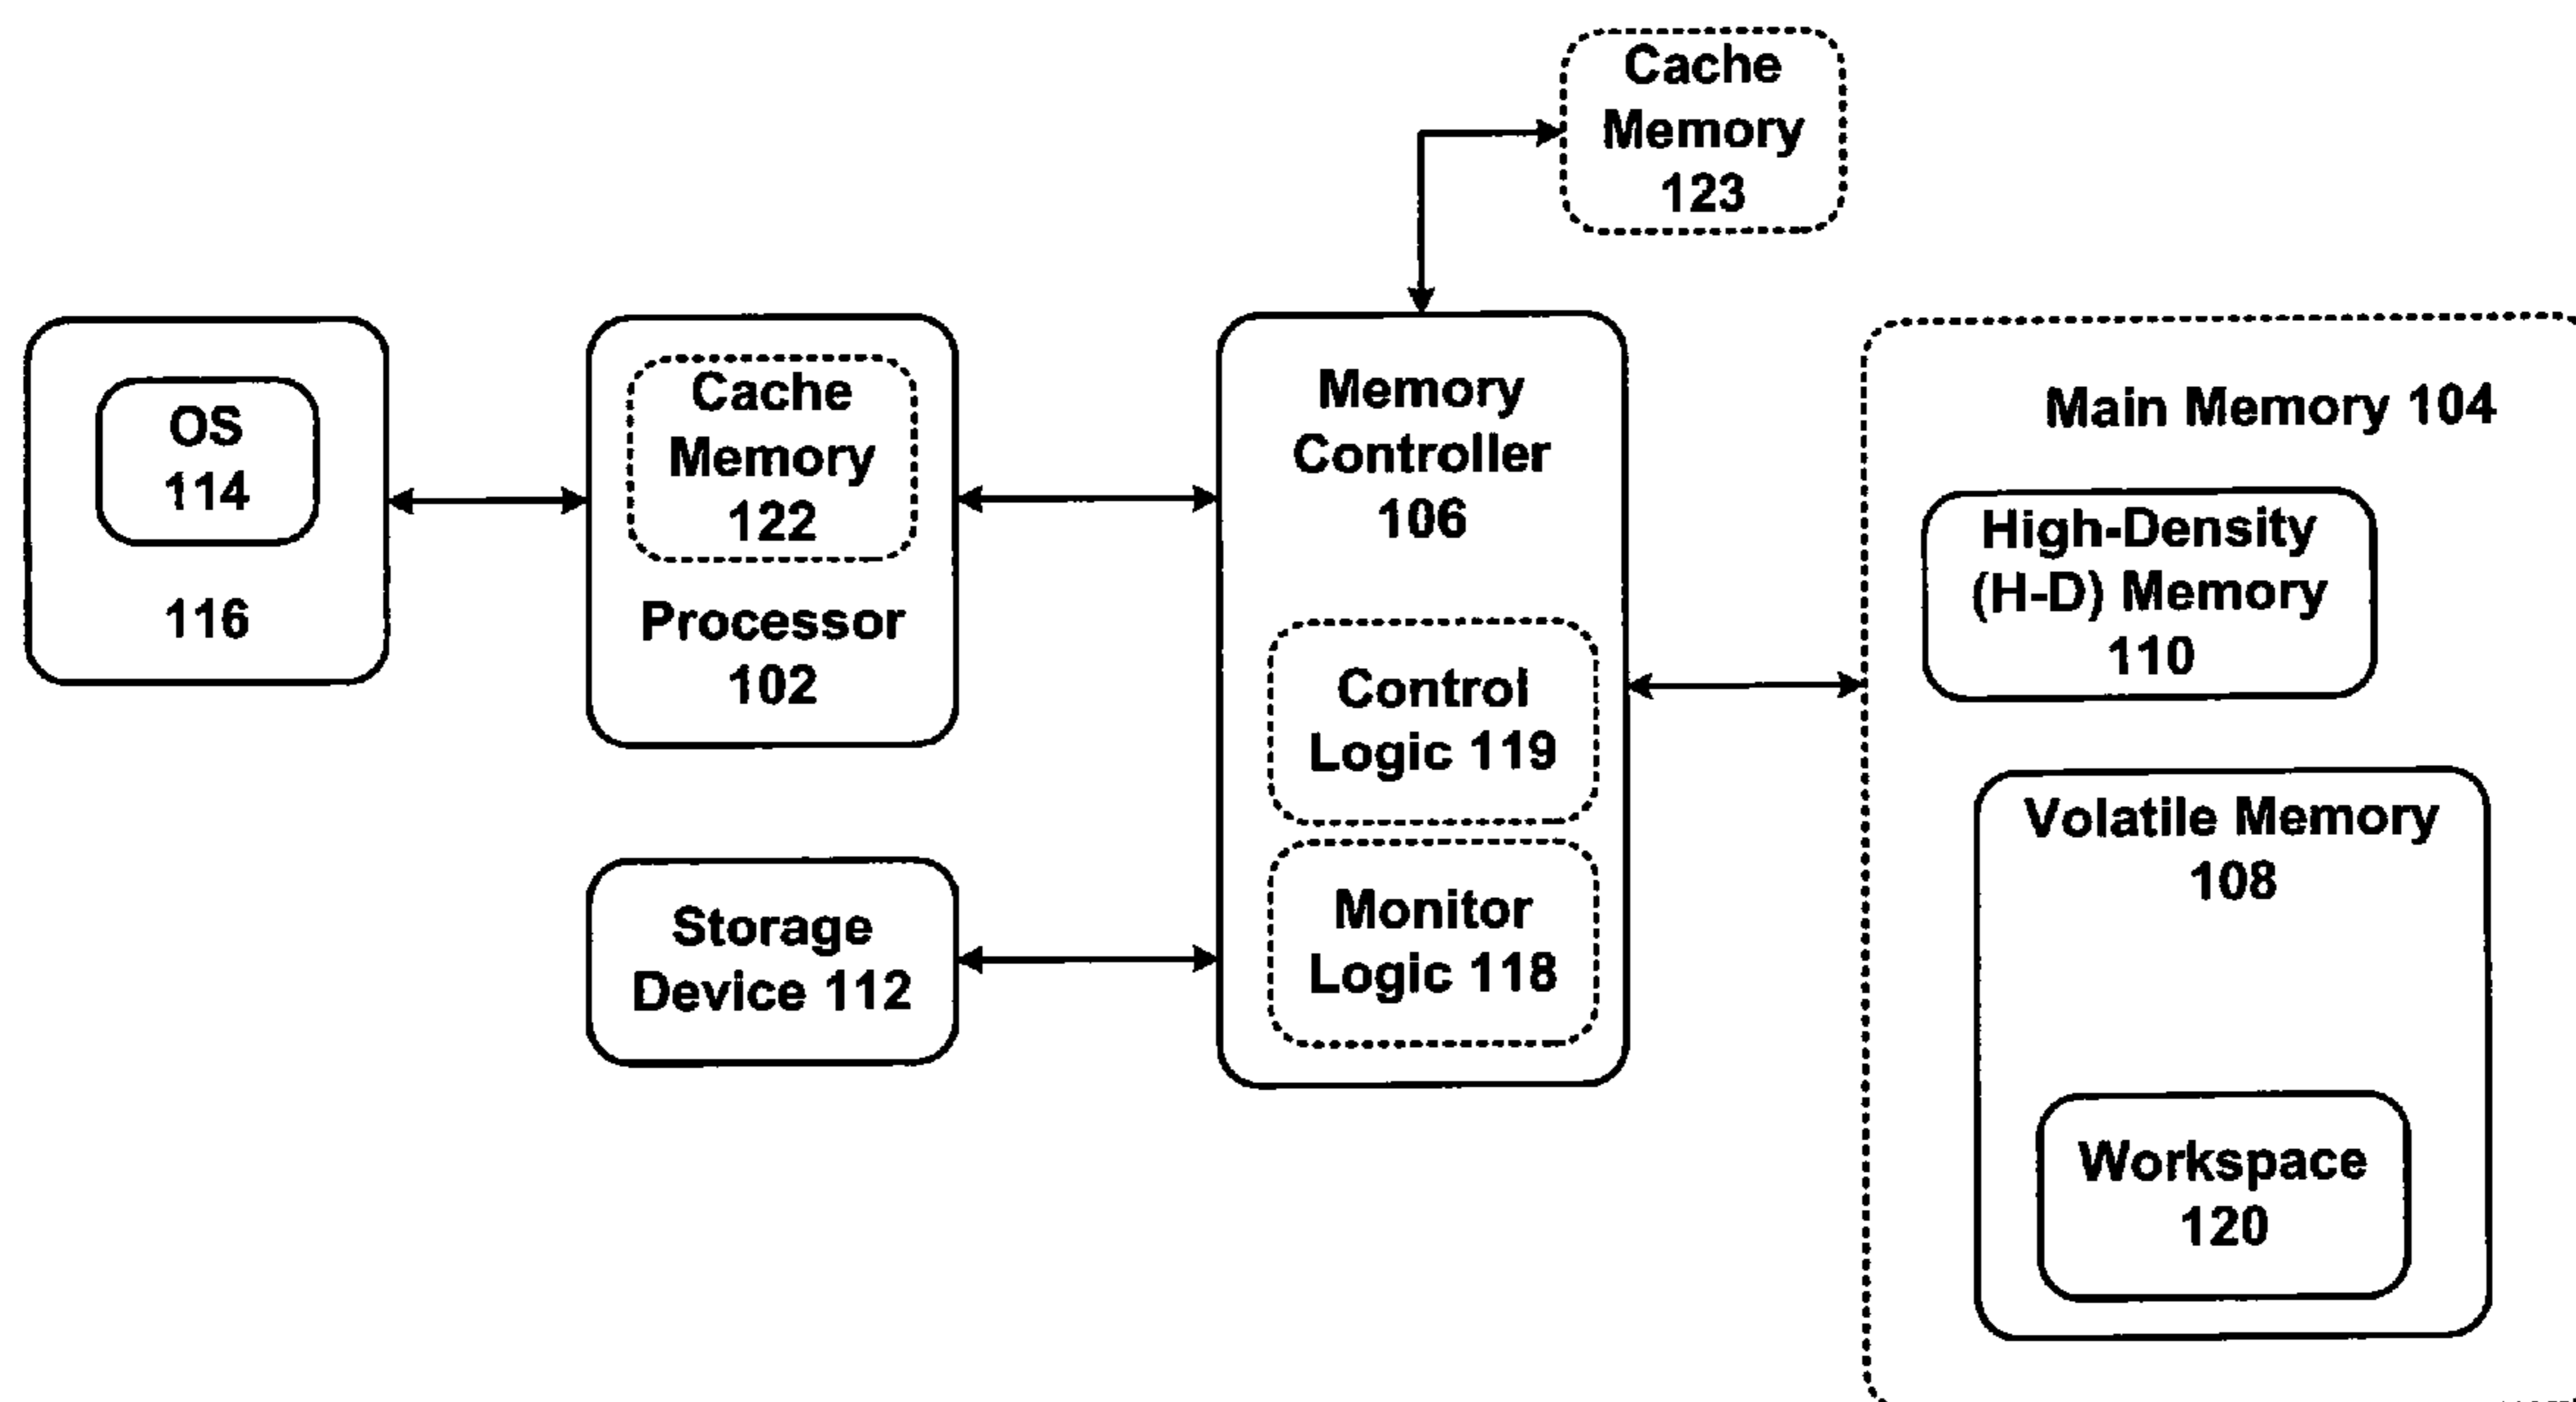 Cache
Memory
123
OS
114
116
Cache
Memory
122
Processor
102
Storage
Device 112
Memory
Controller
106
Control
Logic 119
Monitor
Logic 118
Main Memory 104
High-Density
(H-D) Memory
110
Volatile Memory
108
Workspace
120